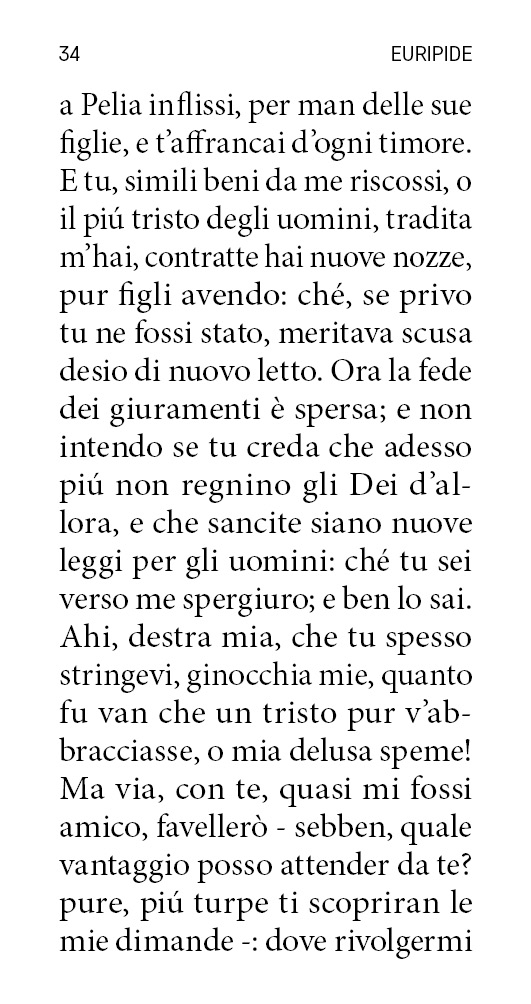 34 EURIPIDE
a Pelia inflissi, per man delle sue
figlie, e t’affrancai d’ogni timore.
E tu, simili beni da me riscossi, o
il piú tristo degli uomini, tradita
m’hai, contratte hai nuove nozze,
pur figli avendo: ché, se privo
tu ne fossi stato, meritava scusa
desio di nuovo letto. Ora la fede
dei giuramenti è spersa; e non
intendo se tu creda che adesso
piú non regnino gli Dei d’al-
lora, e che sancite siano nuove
leggi per gli uomini: ché tu sei
verso me spergiuro; e ben lo sai.
Ahi, destra mia, che tu spesso
stringevi, ginocchia mie, quanto
fu van che un tristo pur v’ab-
bracciasse, o mia delusa speme!
Ma via, con te, quasi mi fossi
amico, favellerò - sebben, quale
vantaggio posso attender da te?
pure, piú turpe ti scopriran le
mie dimande -: dove rivolgermi